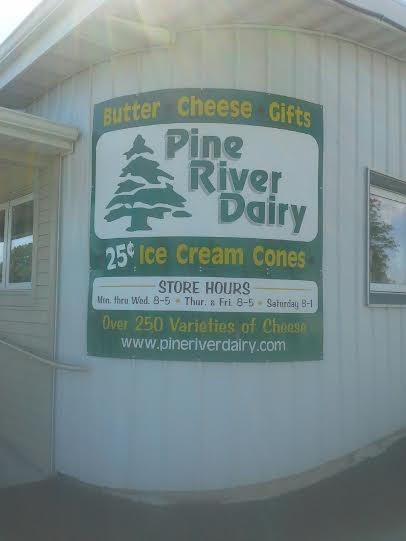 Butter • Cheese • Gifts
Pine
River
Dairy
25¢ Ice Cream Cones
STORE HOURS
Mon. thru Wed. 8-5 • Thur. & Fri. 8-5 • Saturday 8-1
Over 250 Varieties of Cheese
www.pineriverdairy.com